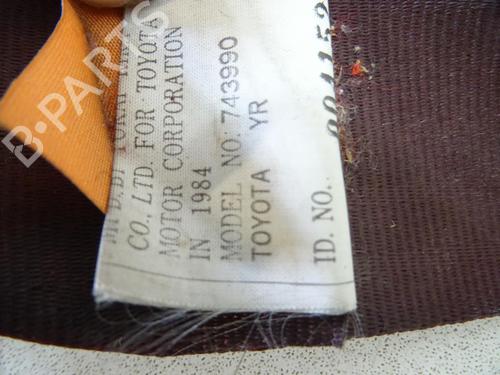 CO., LTD. FOR TOYOTA
MOTOR CORPORATION
IN 1984
MODEL NO: 743990
TOYOTA YR
ID. NO.
B-PARTS